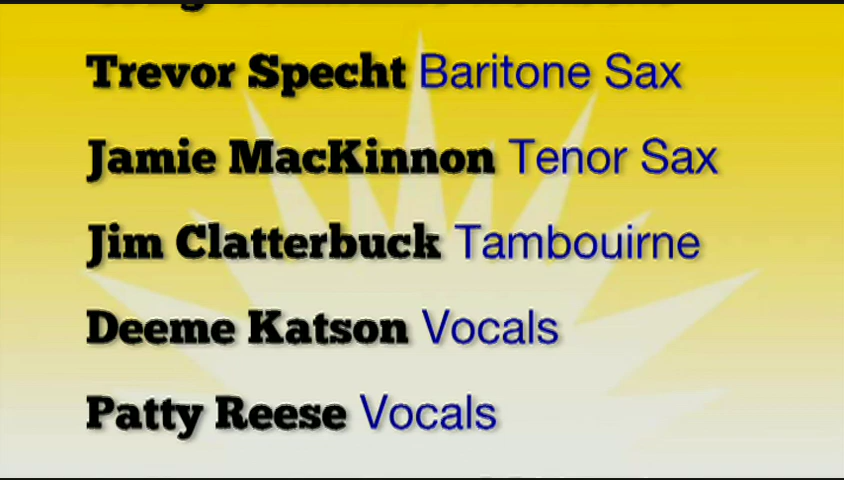 Trevor Specht Baritone Sax
Jamie MacKinnon Tenor Sax
Jim Clatterbuck Tambouirne
Deeme Katson Vocals
Patty Reese Vocals